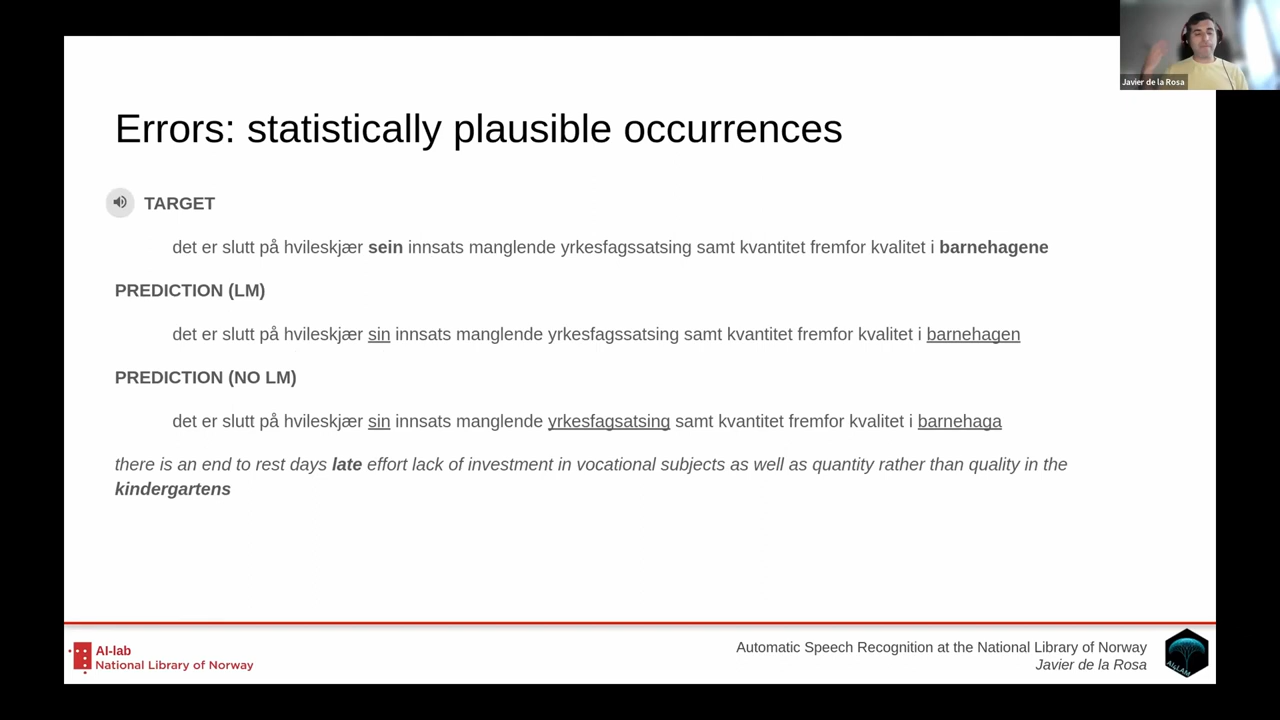 Javier de la Rosa
Errors: statistically plausible occurrences
TARGET
det er slutt på hvileskjær sein innsats manglende yrkesfagssatsing samt kvantitet fremfor kvalitet i barnehagene
PREDICTION (LM)
det er slutt på hvileskjær sin innsats manglende yrkesfagssatsing samt kvantitet fremfor kvalitet i barnehagen
PREDICTION (NO LM)
det er slutt på hvileskjær sin innsats manglende yrkesfagsatsing samt kvantitet fremfor kvalitet i barnehaga
there is an end to rest days late effort lack of investment in vocational subjects as well as quantity rather than quality in the
kindergartens
AI-lab
National Library of Norway
Automatic Speech Recognition at the National Library of Norway
Javier de la Rosa